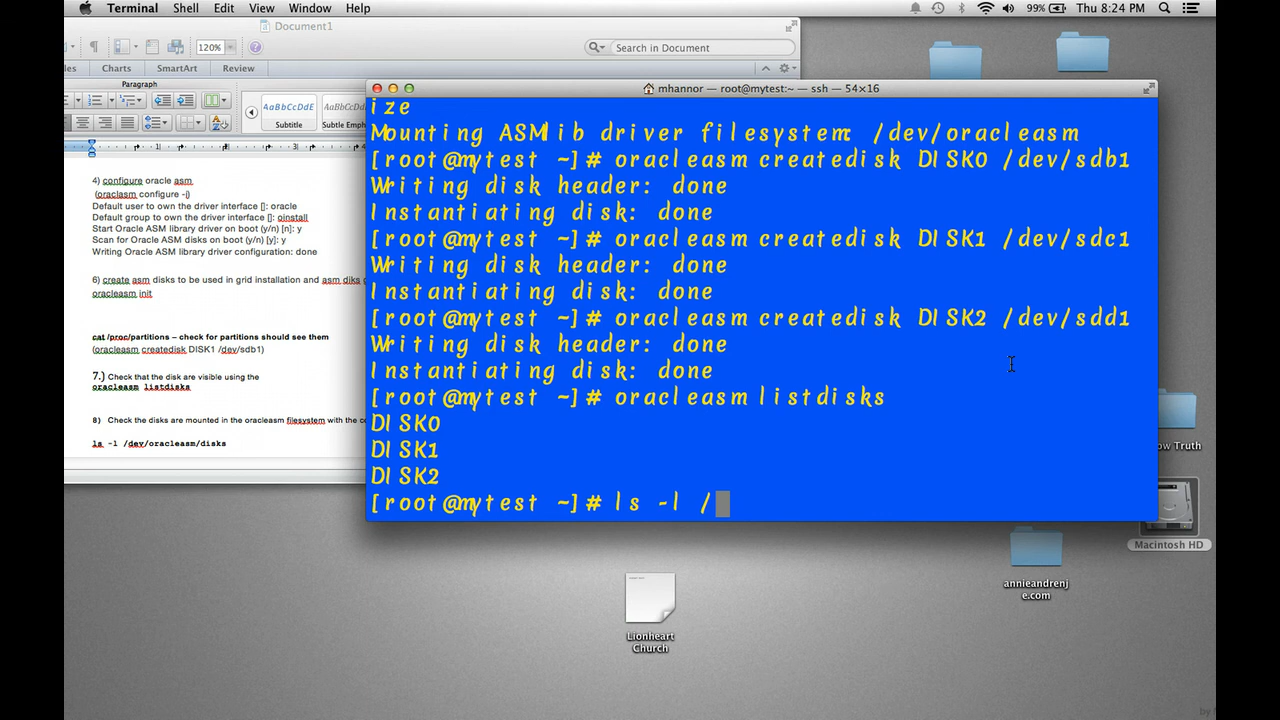 Terminal Shell Edit View Window Help 99% Thu 8:24 PM
Document1
120% Search in Document
Charts SmartArt Review
Paragraph
AaBbCcDdE AaBbCcD
Subtitle Subtle Emph
4) configure oracle asm
(oraclasm configure -i)
Default user to own the driver interface []: oracle
Default group to own the driver interface []: oinstall
Start Oracle ASM library driver on boot (y/n) [n]: y
Scan for Oracle ASM disks on boot (y/n) [y]: y
Writing Oracle ASM library driver configuration: done
6) create asm disks to be used in grid installation and asm diks
oracleasm init
cat /proc/partitions – check for partitions should see them
(oracleasm createdisk DISK1 /dev/sdb1)
7.) Check that the disk are visible using the
oracleasm listdisks
8) Check the disks are mounted in the oracleasm filesystem with the
ls -l /dev/oracleasm/disks
mhannor — root@mytest:~ — ssh — 54×16
ize
Mounting ASMlib driver filesystem: /dev/oracleasm
[root@mytest ~]# oracleasm createdisk DISK0 /dev/sdb1
Writing disk header: done
Instantiating disk: done
[root@mytest ~]# oracleasm createdisk DISK1 /dev/sdc1
Writing disk header: done
Instantiating disk: done
[root@mytest ~]# oracleasm createdisk DISK2 /dev/sdd1
Writing disk header: done
Instantiating disk: done
[root@mytest ~]# oracleasm listdisks
DISK0
DISK1
DISK2
[root@mytest ~]# ls -l /
Truth
Macintosh HD
annieandrenj
e.com
Lionheart
Church